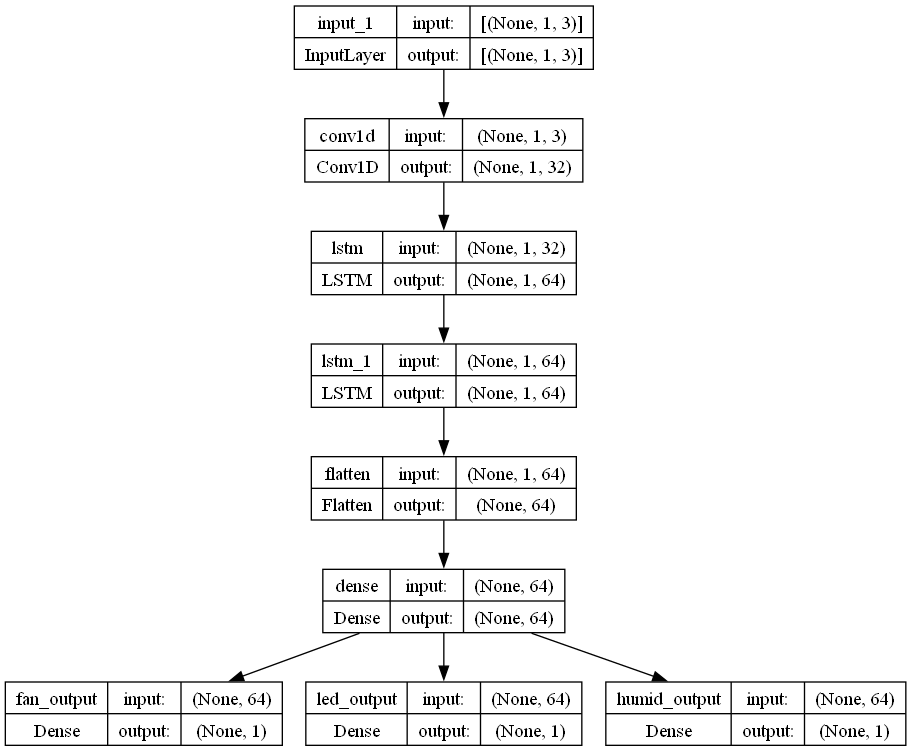 input_1 input: [(None, 1, 3)]
InputLayer output: [(None, 1, 3)]
conv1d input: (None, 1, 3)
Conv1D output: (None, 1, 32)
lstm input: (None, 1, 32)
LSTM output: (None, 1, 64)
lstm_1 input: (None, 1, 64)
LSTM output: (None, 1, 64)
flatten input: (None, 1, 64)
Flatten output: (None, 64)
dense input: (None, 64)
Dense output: (None, 64)
fan_output input: (None, 64)
Dense output: (None, 1)
led_output input: (None, 64)
Dense output: (None, 1)
humid_output input: (None, 64)
Dense output: (None, 1)